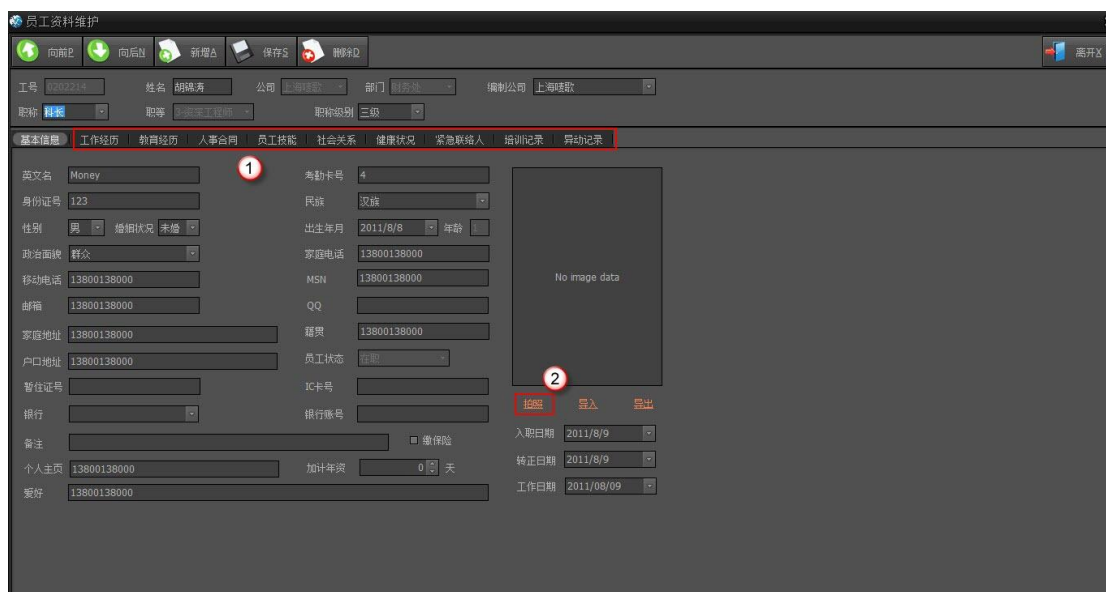 员工资料维护
向前P 向后N 新增A 保存S 删除D 离开X
工号 0202214 姓名 胡锦涛 公司 上海嗒歌 部门 财务处 编制公司 上海嗒歌
职称 科长 职等 职称级别 三级
基本信息 工作经历 教育经历 人事合同 员工技能 社会关系 健康状况 紧急联络人 培训记录 异动记录
1
英文名 Money 考勤卡号 4
身份证号 123 民族 汉族
性别 男 婚姻状况 未婚 出生年月 2011/8/8 年龄 1
政治面貌 群众 家庭电话 13800138000
移动电话 13800138000 MSN 13800138000 No image data
邮箱 13800138000 QQ
家庭地址 13800138000 籍贯 13800138000
户口地址 13800138000 员工状态 在职
2
暂住证号 IC卡号
拍照 导入 导出
银行 银行账号
入职日期 2011/8/9
备注 缴保险
转正日期 2011/8/9
个人主页 13800138000 加计年资 0 天
工作日期 2011/08/09
爱好 13800138000